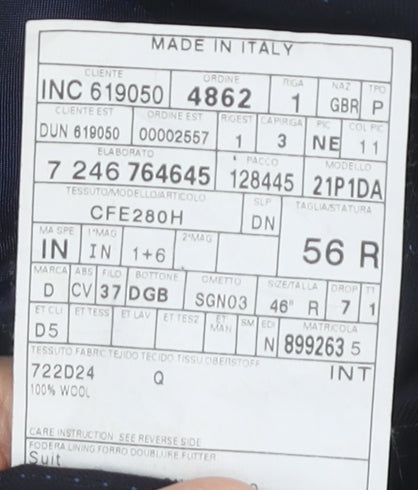 MADE IN ITALY
CLIENTE ORDINE RIGA NAZ TPO
INC 619050 4862 1 GBR P
CLIENTE EST ORDINE EST RIGEST CAPIRIGA PIC COL PIC
DUN 619050 00002557 1 3 NE 11
ELABORATO PACCO MODELLO
7 246 764645 128445 21P1DA
TESSUTO/MODELLO/ARTICOLO SLP TAGLIA/STATURA
CFE280H DN 56 R
MA SPE 1°MAG 2°MAG
IN IN 1+6
MARCA ABS FILO BOTTONE OMETTO SIZE/TALLA DROP TT
D CV 37 DGB SGN03 46" R 7 1
ET CLI ET TESS ET LAV ET TES2 ET MAN SM EDI MATRICOLA
D5 N 899263 5
TESSUTO FABRIC TEJIDO TECIDO TISSU OBERSTOFF
722D24 Q INT
100% WOOL
CARE INSTRUCTION SEE REVERSE SIDE
FODERA LINING FORRO DOUBLURE FUTTER
Suit